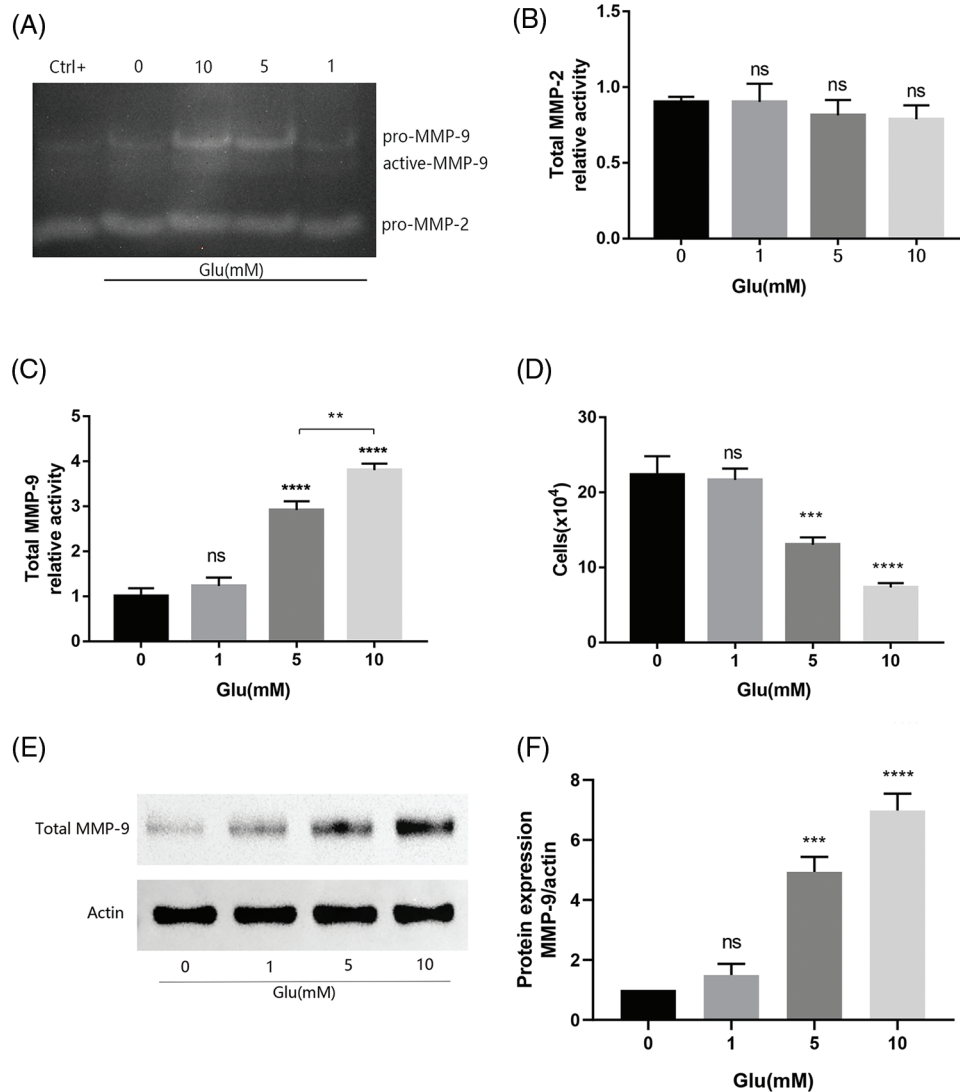 (A)
Ctrl+ 0 10 5 1
pro-MMP-9
active-MMP-9
pro-MMP-2
Glu(mM)
(B)
Total MMP-2
relative activity
1.5
1.0
0.5
0.0
ns ns ns
0 1 5 10
Glu(mM)
(C)
Total MMP-9
relative activity
5
4
3
2
1
0
**
ns **** ****
0 1 5 10
Glu(mM)
(D)
Cells(x10⁴)
30
20
10
0
ns *** ****
0 1 5 10
Glu(mM)
(E)
Total MMP-9
Actin
0 1 5 10
Glu(mM)
(F)
Protein expression
MMP-9/actin
8
6
4
2
0
ns *** ****
0 1 5 10
Glu(mM)